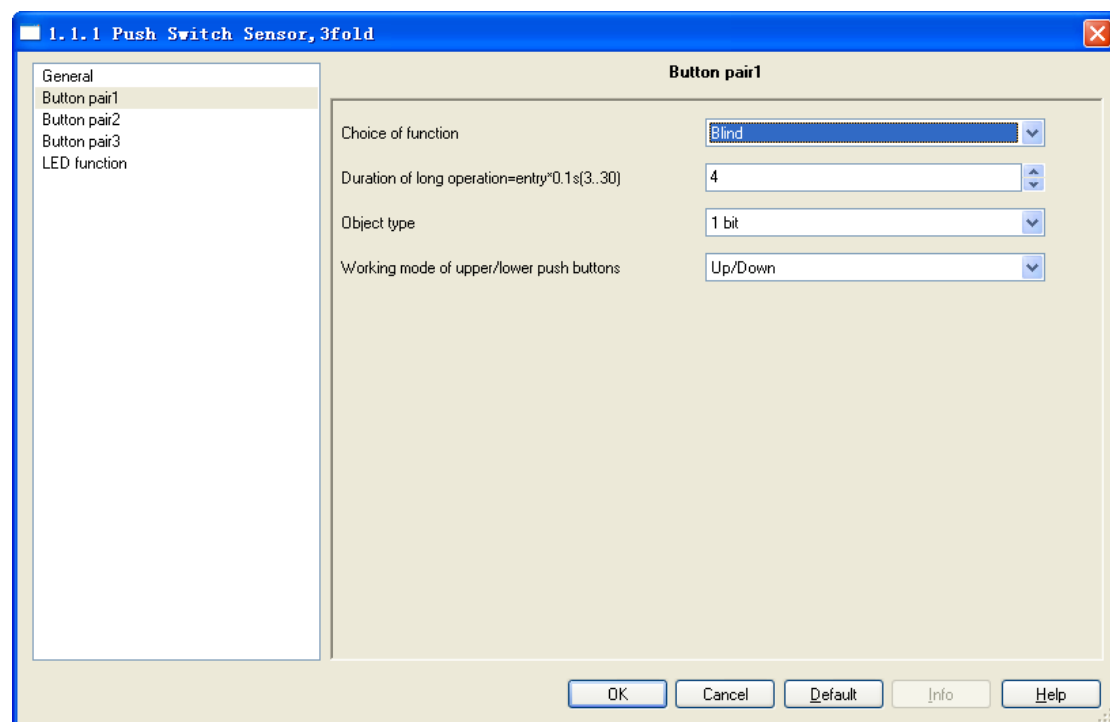 1.1.1 Push Switch Sensor,3fold
General
Button pair1
Button pair2
Button pair3
LED function
Button pair1
Choice of function Blind
Duration of long operation=entry*0.1s(3..30) 4
Object type 1 bit
Working mode of upper/lower push buttons Up/Down
OK Cancel Default Info Help